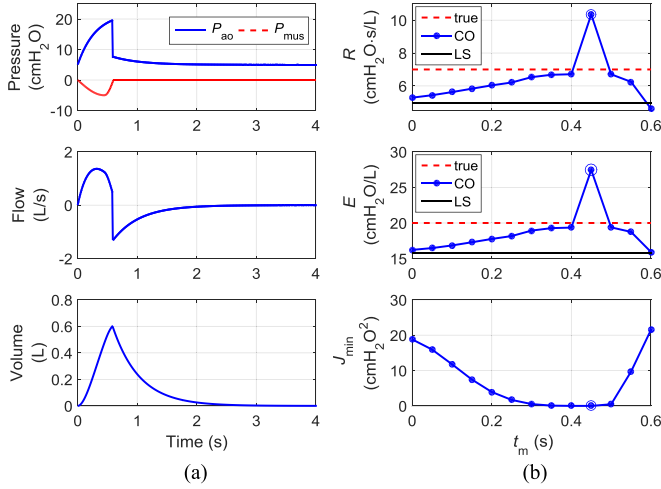 Pressure
(cmH2O)
20
10
0
-10
Pao
Pmus
0
1
2
3
4
Flow
(L/s)
2
0
-2
0
1
2
3
4
Volume
(L)
0.8
0.6
0.4
0.2
0
0
1
2
3
4
Time (s)
(a)
R
(cmH2O·s/L)
10
8
6
true
CO
LS
0
0.2
0.4
0.6
E
(cmH2O/L)
30
25
20
15
true
CO
LS
0
0.2
0.4
0.6
Jmin
(cmH2O²)
30
20
10
0
0
0.2
0.4
0.6
tm (s)
(b)